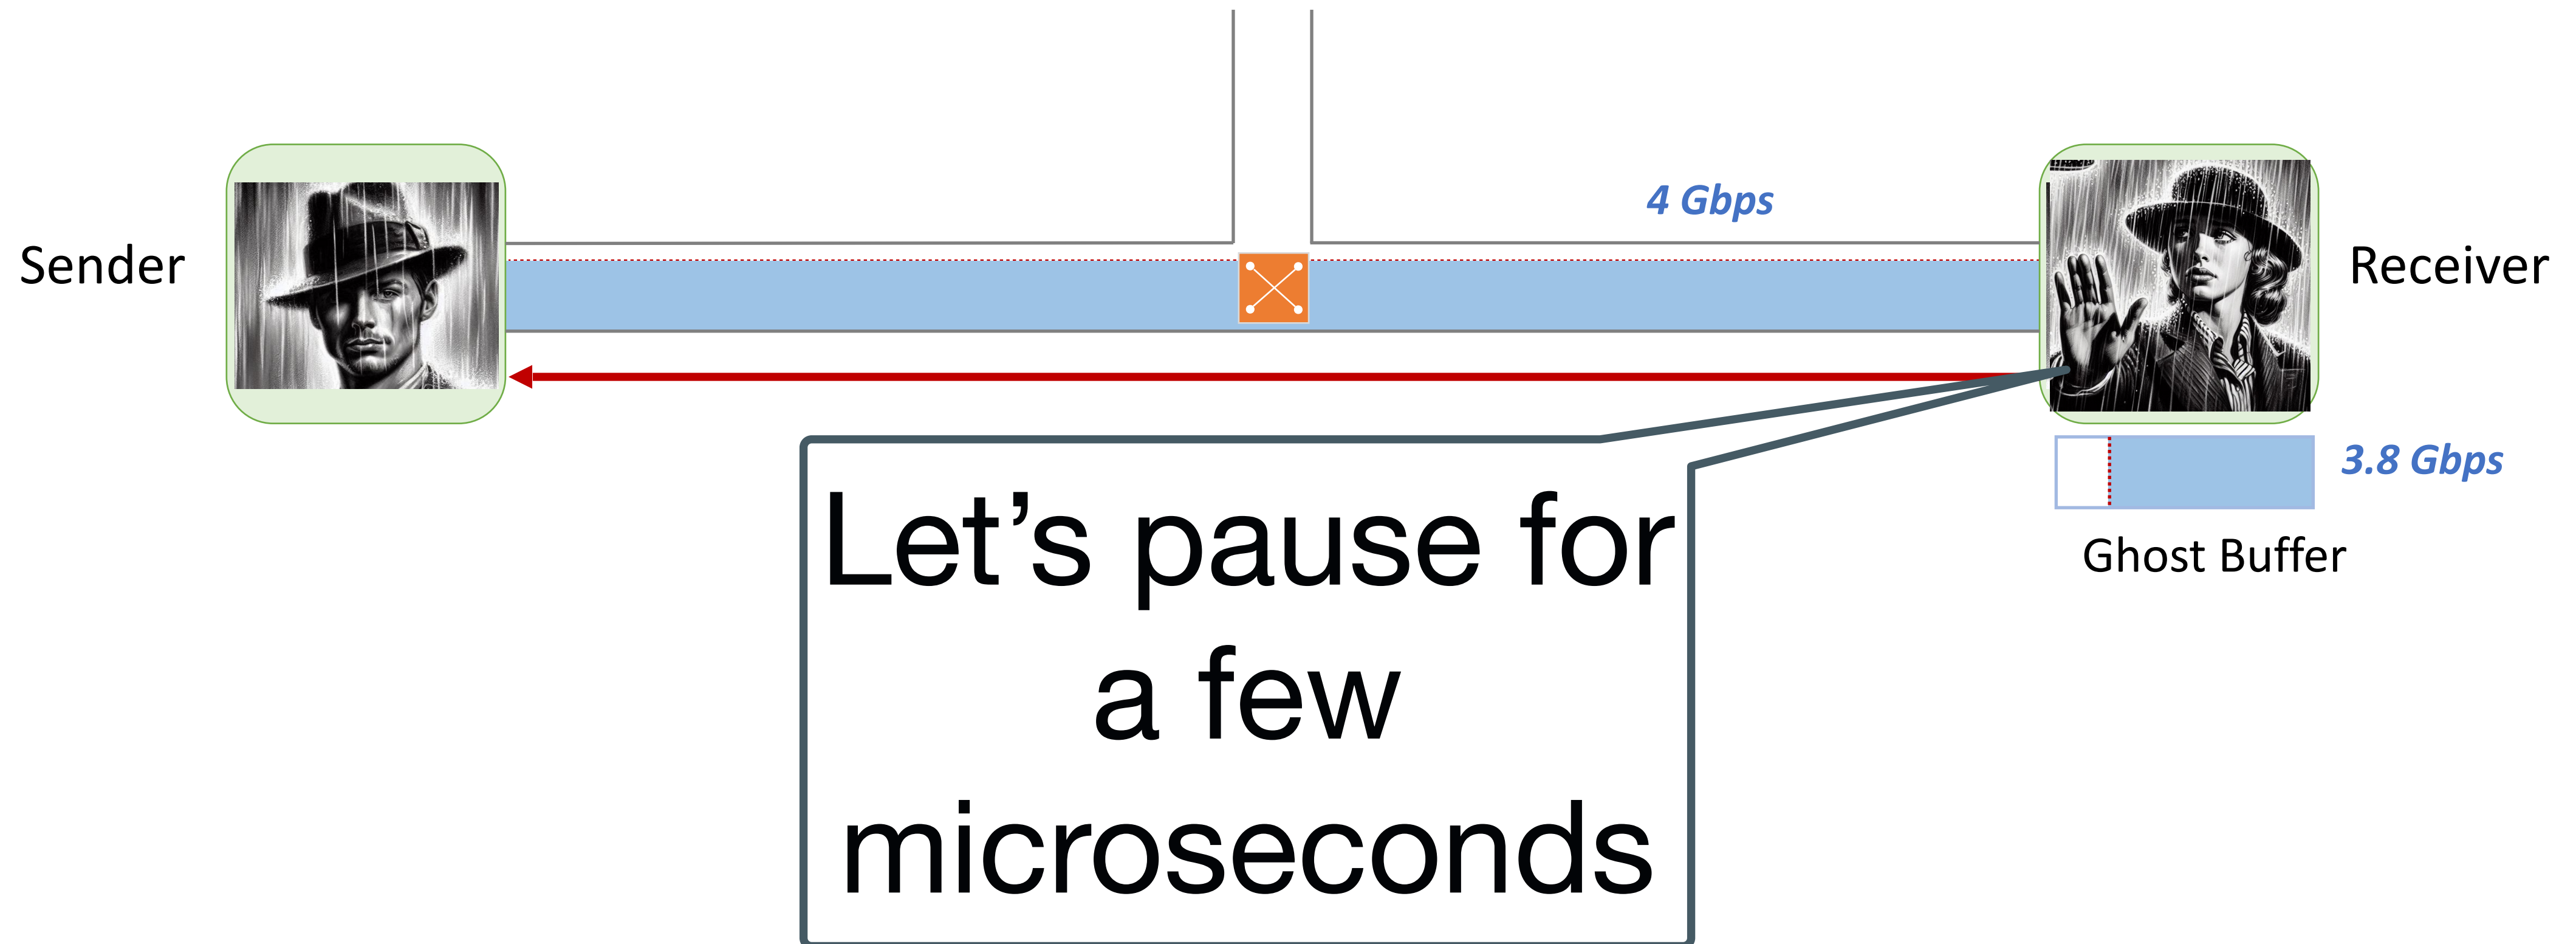 4 Gbps
Sender
Receiver
3.8 Gbps
Ghost Buffer
Let’s pause for
a few
microseconds